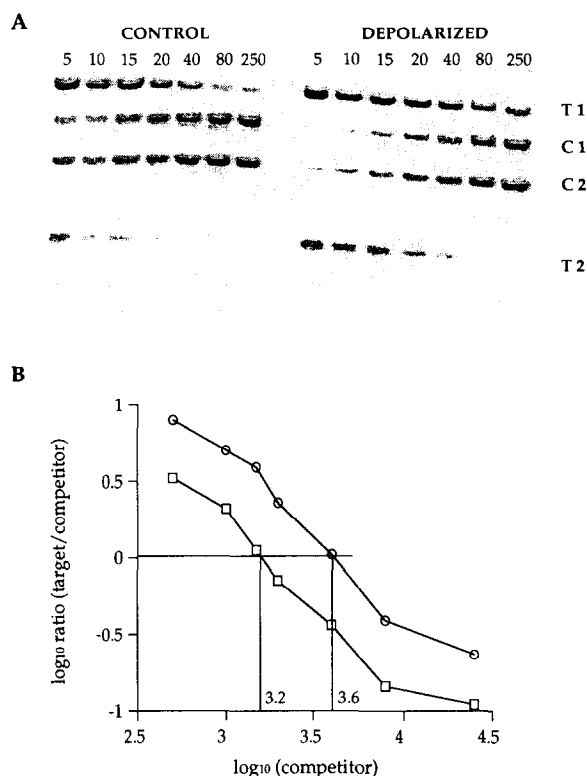 A
CONTROL DEPOLARIZED
5 10 15 20 40 80 250 5 10 15 20 40 80 250
T 1
C 1
C 2
T 2
B
1
0.5
0
-0.5
-1
log10 ratio (target/competitor)
3.2 3.6
2.5 3 3.5 4 4.5
log10 (competitor)